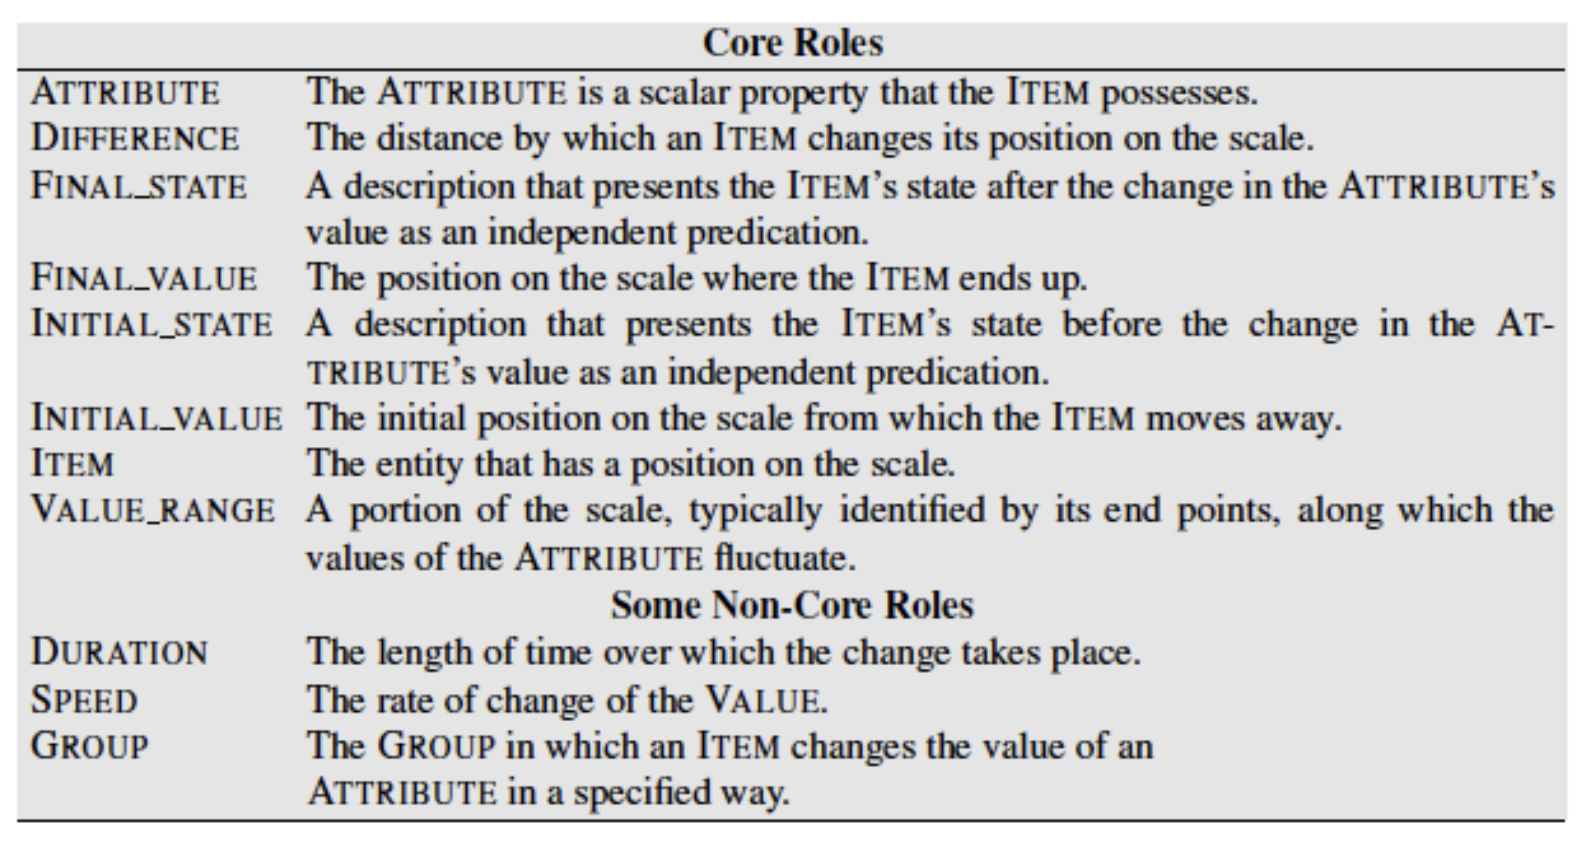 Core Roles
ATTRIBUTE The ATTRIBUTE is a scalar property that the ITEM possesses.
DIFFERENCE The distance by which an ITEM changes its position on the scale.
FINAL_STATE A description that presents the ITEM's state after the change in the ATTRIBUTE's
value as an independent predication.
FINAL_VALUE The position on the scale where the ITEM ends up.
INITIAL_STATE A description that presents the ITEM's state before the change in the AT-
TRIBUTE's value as an independent predication.
INITIAL_VALUE The initial position on the scale from which the ITEM moves away.
ITEM The entity that has a position on the scale.
VALUE_RANGE A portion of the scale, typically identified by its end points, along which the
values of the ATTRIBUTE fluctuate.
Some Non-Core Roles
DURATION The length of time over which the change takes place.
SPEED The rate of change of the VALUE.
GROUP The GROUP in which an ITEM changes the value of an
ATTRIBUTE in a specified way.